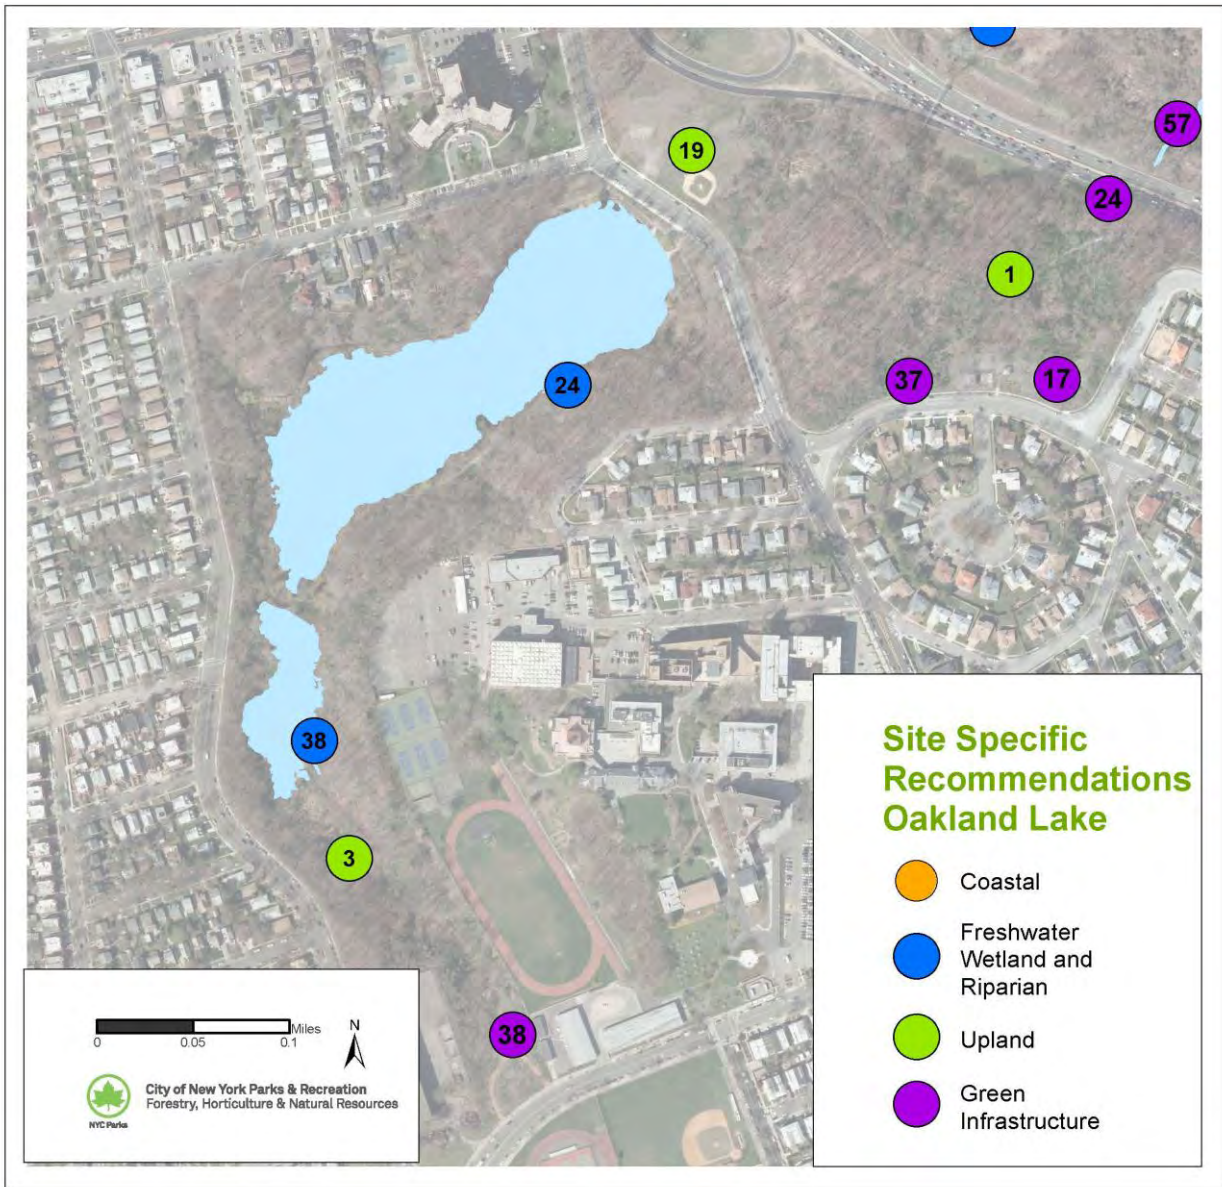 57
19
24
1
24
37
17
38
3
38
Site Specific
Recommendations
Oakland Lake
Coastal
Freshwater
Wetland and
Riparian
Upland
Green
Infrastructure
Miles
0 0.05 0.1
N
City of New York Parks & Recreation
Forestry, Horticulture & Natural Resources
NYC Parks